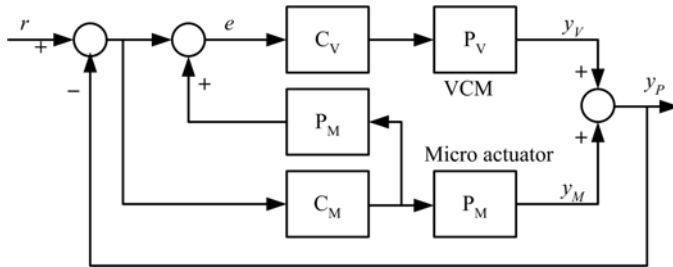 r
+
−
+
e
C_V
P_V
VCM
y_V
+
y_P
P_M
Micro actuator
+
C_M
P_M
y_M